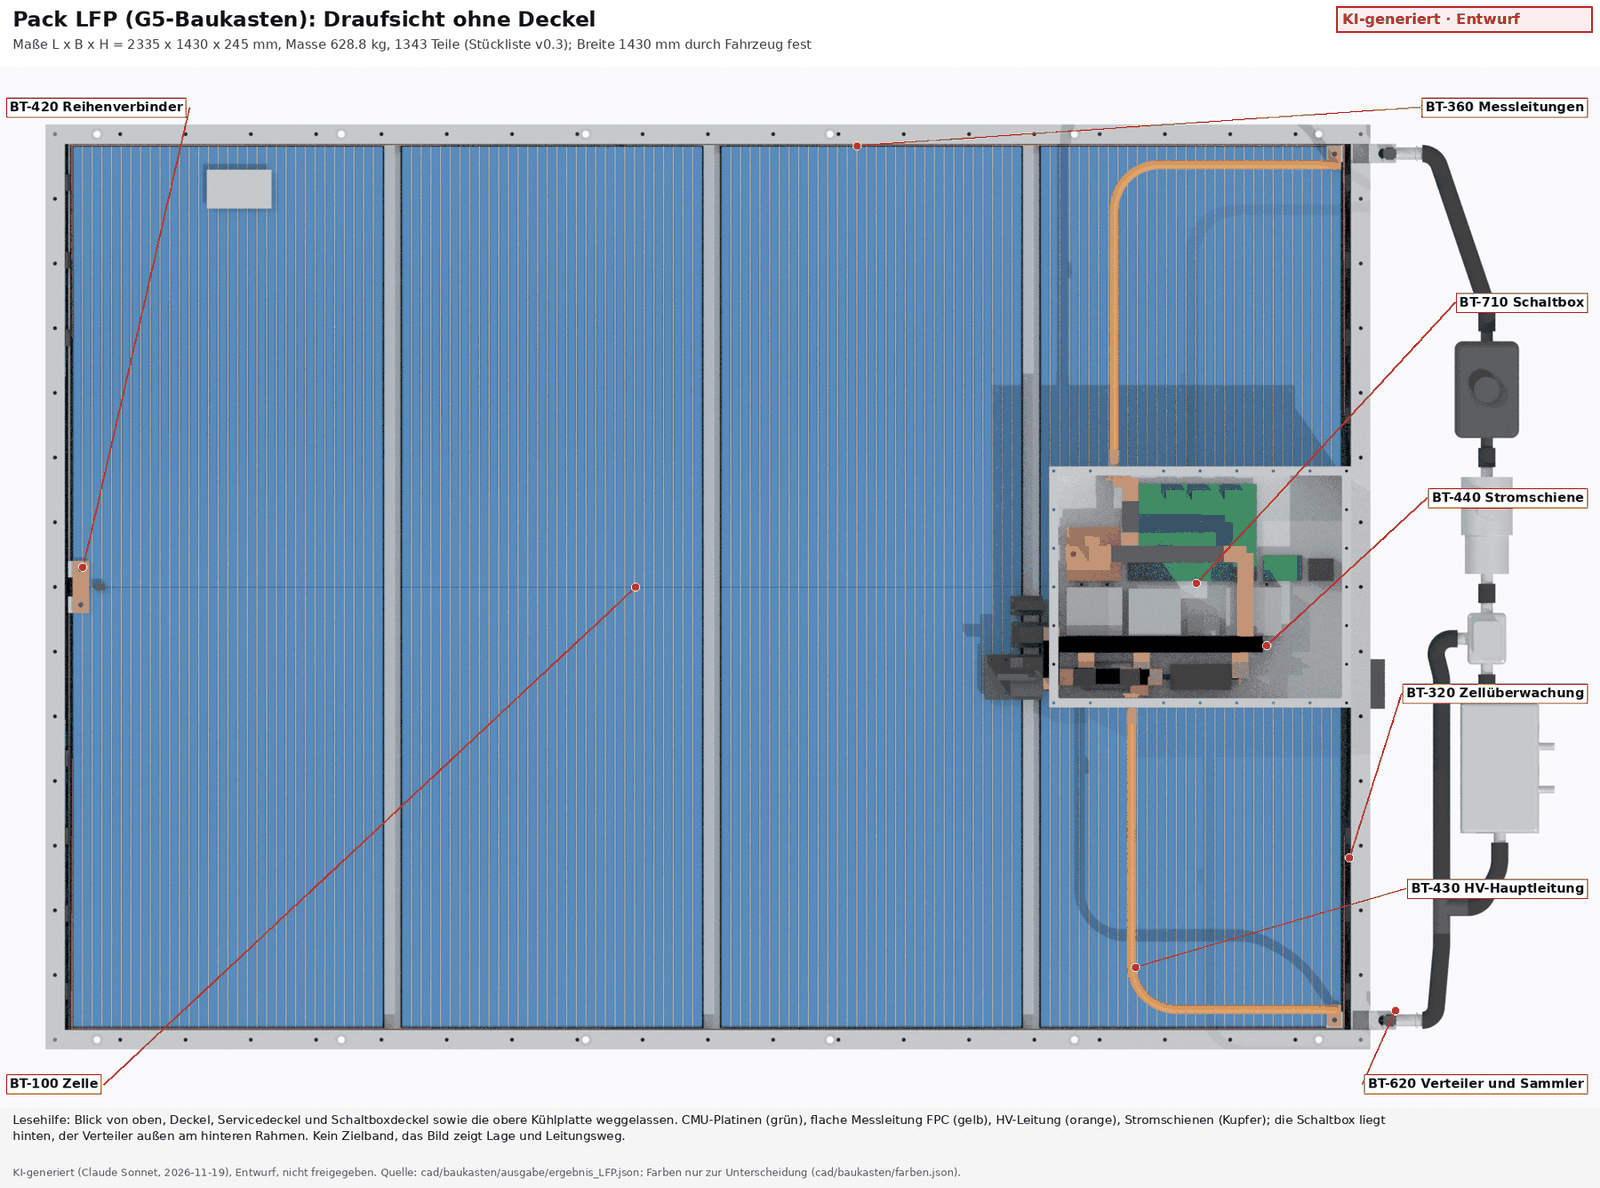 Pack LFP (G5-Baukasten): Draufsicht ohne Deckel
KI-generiert · Entwurf
Maße L x B x H = 2335 x 1430 x 245 mm, Masse 628.8 kg, 1343 Teile (Stückliste v0.3); Breite 1430 mm durch Fahrzeug fest
BT-420 Reihenverbinder
BT-360 Messleitungen
BT-710 Schaltbox
BT-440 Stromschiene
BT-320 Zellüberwachung
BT-430 HV-Hauptleitung
BT-100 Zelle
BT-620 Verteiler und Sammler
Lesehilfe: Blick von oben, Deckel, Servicedeckel und Schaltboxdeckel sowie die obere Kühlplatte weggelassen. CMU-Platinen (grün), flache Messleitung FPC (gelb), HV-Leitung (orange), Stromschienen (Kupfer); die Schaltbox liegt
hinten, der Verteiler außen am hinteren Rahmen. Kein Zielband, das Bild zeigt Lage und Leitungsweg.
KI-generiert (Claude Sonnet, 2026-11-19), Entwurf, nicht freigegeben. Quelle: cad/baukasten/ausgabe/ergebnis_LFP.json; Farben nur zur Unterscheidung (cad/baukasten/farben.json).